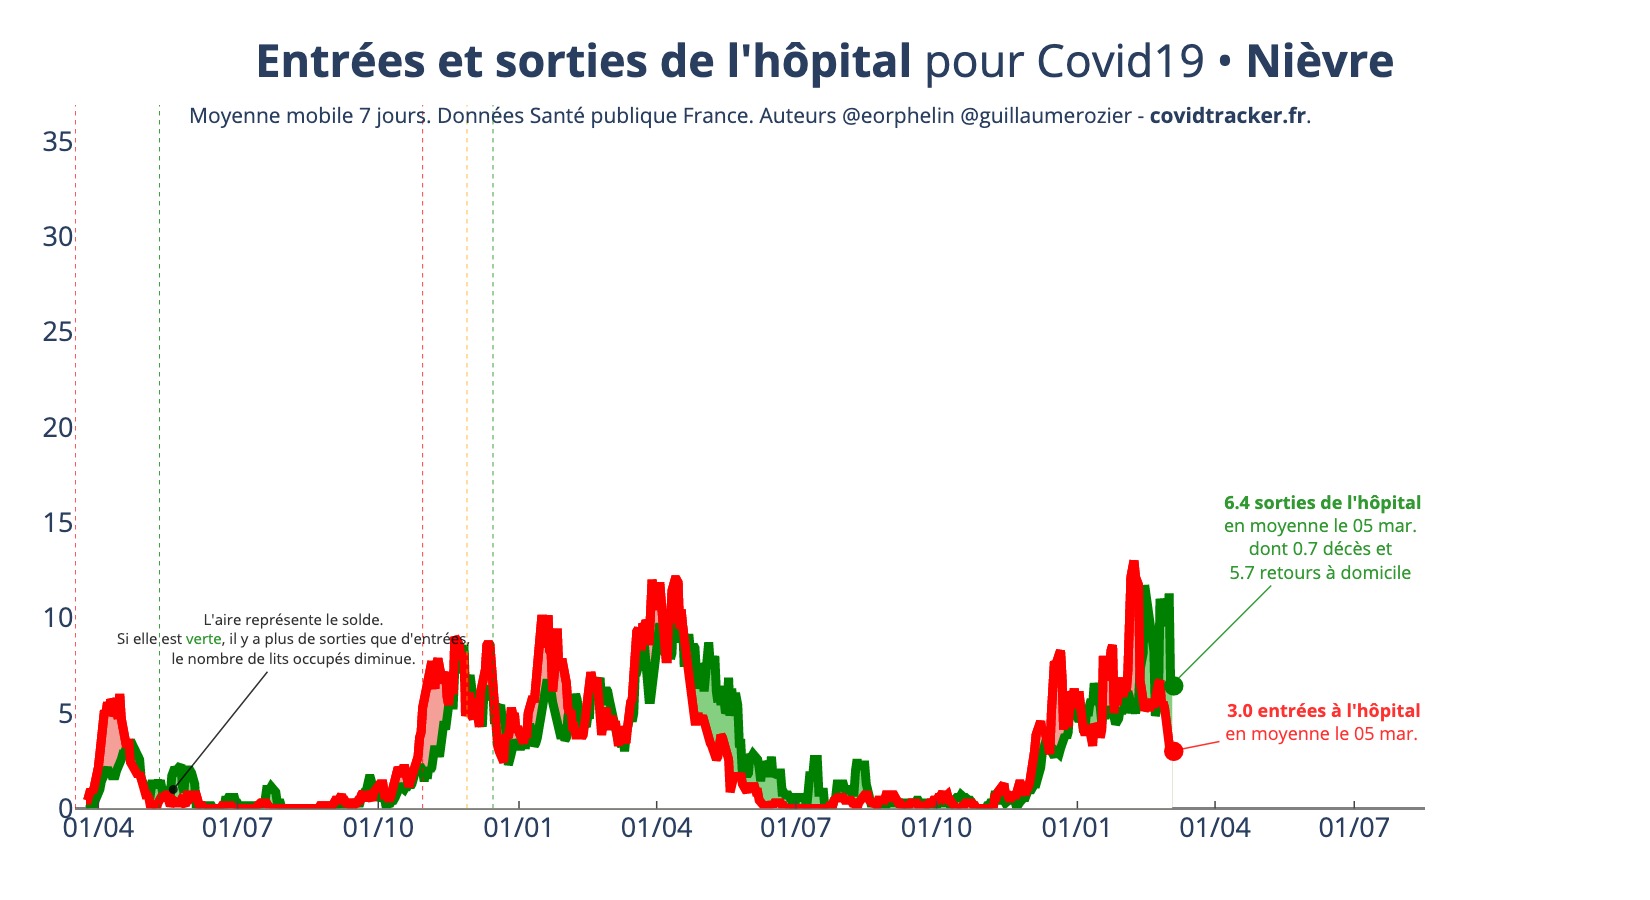 Entrées et sorties de l'hôpital pour Covid19 • Nièvre
Moyenne mobile 7 jours. Données Santé publique France. Auteurs @eorphelin @guillaumerozier - covidtracker.fr.
35
30
25
20
15
10
5
0
6.4 sorties de l'hôpital
en moyenne le 05 mar.
dont 0.7 décès et
5.7 retours à domicile
L'aire représente le solde.
Si elle est verte, il y a plus de sorties que d'entrées,
le nombre de lits occupés diminue.
3.0 entrées à l'hôpital
en moyenne le 05 mar.
01/04 01/07 01/10 01/01 01/04 01/07 01/10 01/01 01/04 01/07